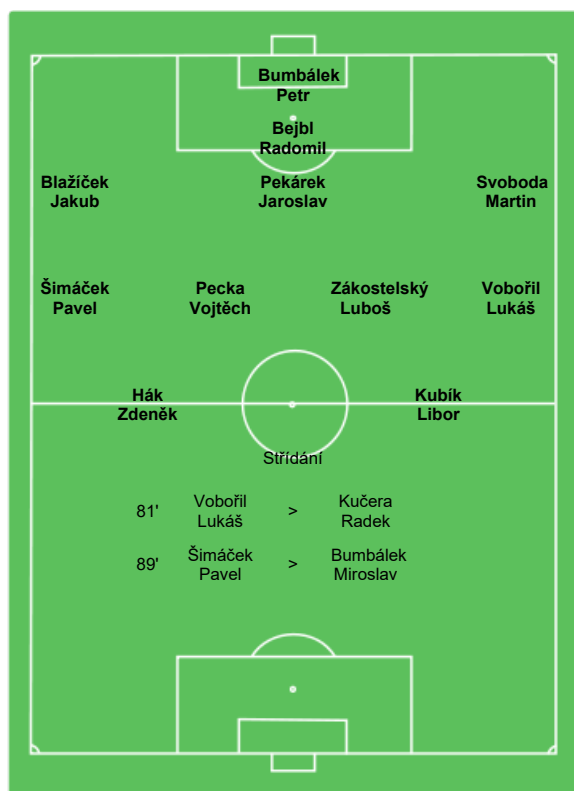 Bumbálek
Petr
Bejbl
Radomil
Blažíček Pekárek Svoboda
Jakub Jaroslav Martin
Šimáček Pecka Zákostelský Vobořil
Pavel Vojtěch Luboš Lukáš
Hák Kubík
Zdeněk Libor
Střídání
81' Vobořil Lukáš > Kučera Radek
89' Šimáček Pavel > Bumbálek Miroslav